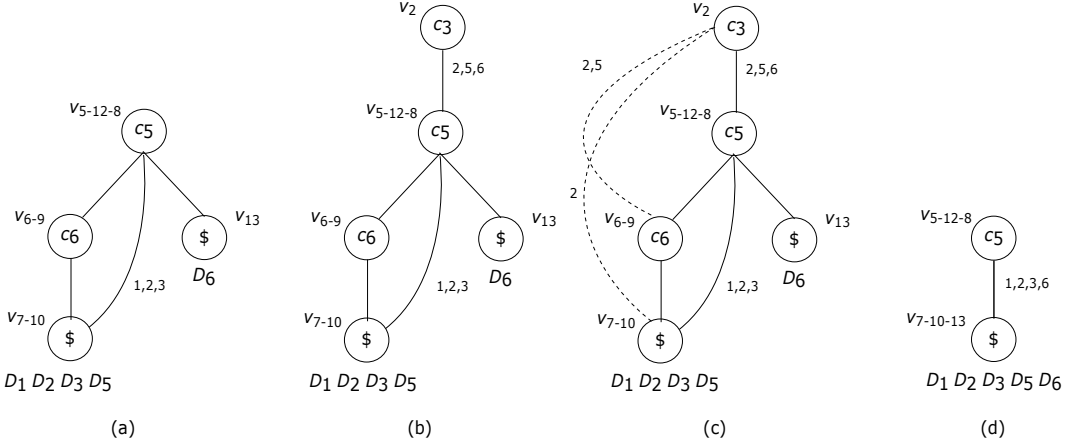 v5-12-8
c5
v6-9
c6
v13
$
D6
1,2,3
v7-10
$
D1 D2 D3 D5
(a)
v2
c3
2,5,6
v5-12-8
c5
v6-9
c6
v13
$
D6
1,2,3
v7-10
$
D1 D2 D3 D5
(b)
v2
c3
2,5
2,5,6
v5-12-8
c5
2
v6-9
c6
v13
$
1,2,3
D6
v7-10
$
D1 D2 D3 D5
(c)
v5-12-8
c5
1,2,3,6
v7-10-13
$
D1 D2 D3 D5 D6
(d)